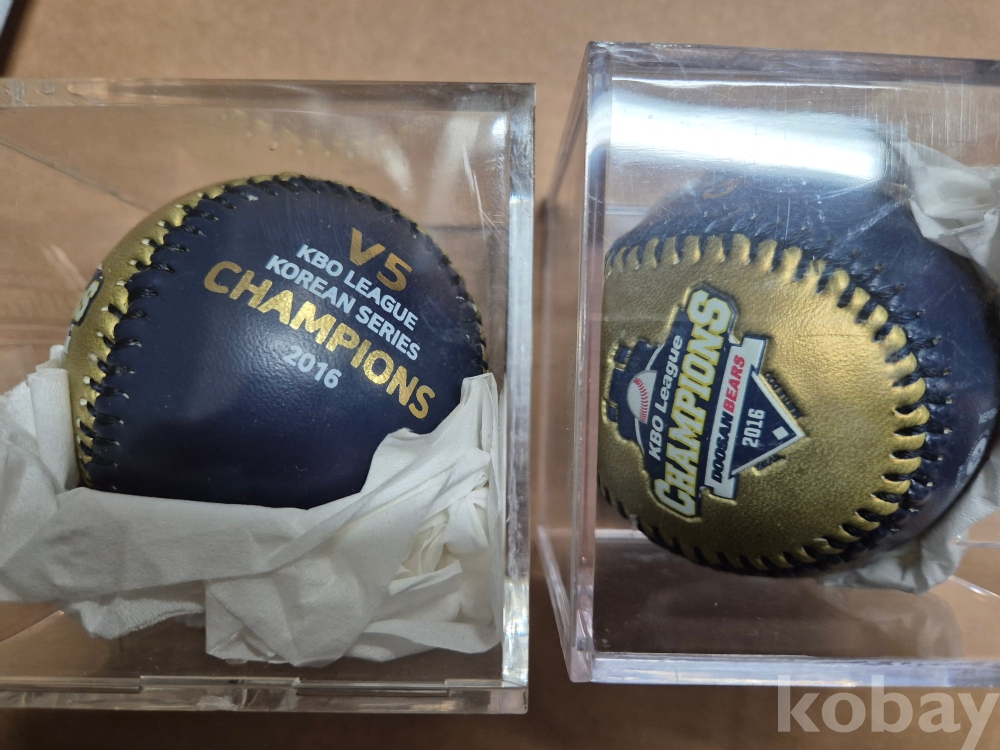 V5
KBO LEAGUE
KOREAN SERIES
CHAMPIONS
2016
KBO League
CHAMPIONS
DOOSAN BEARS
2016
kobay